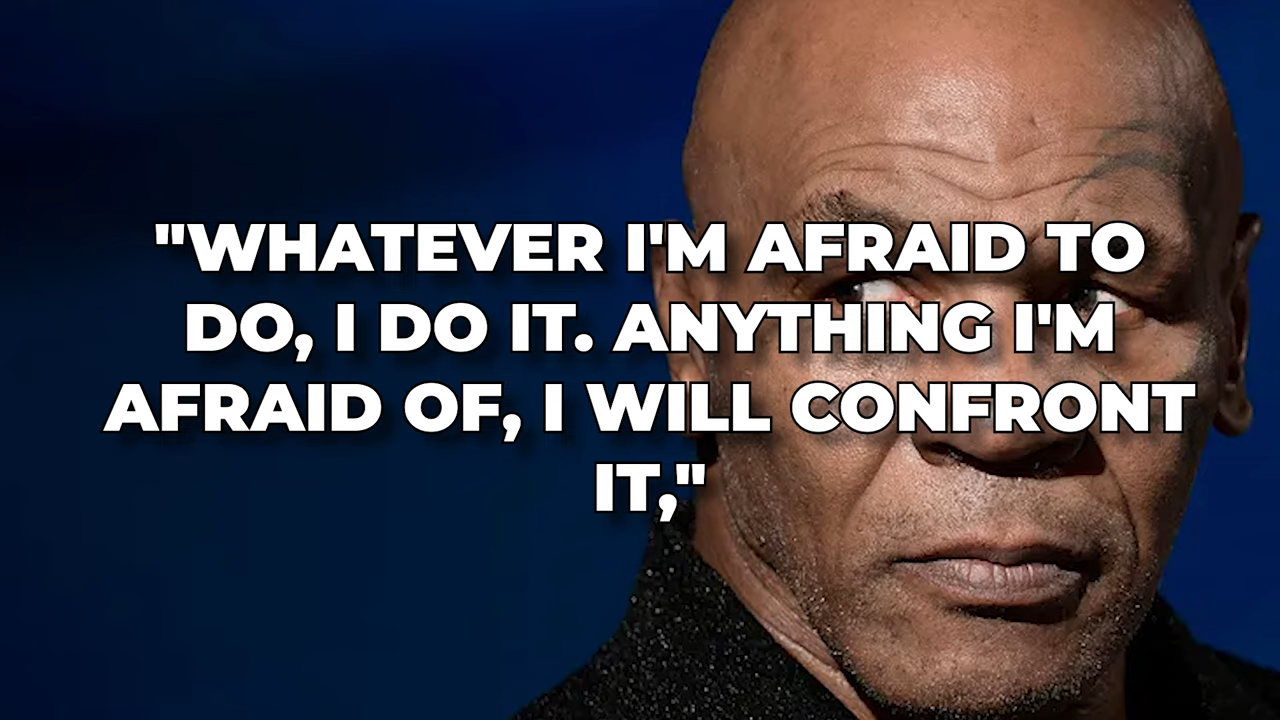 "WHATEVER I'M AFRAID TO
DO, I DO IT. ANYTHING I'M
AFRAID OF, I WILL CONFRONT
IT,"